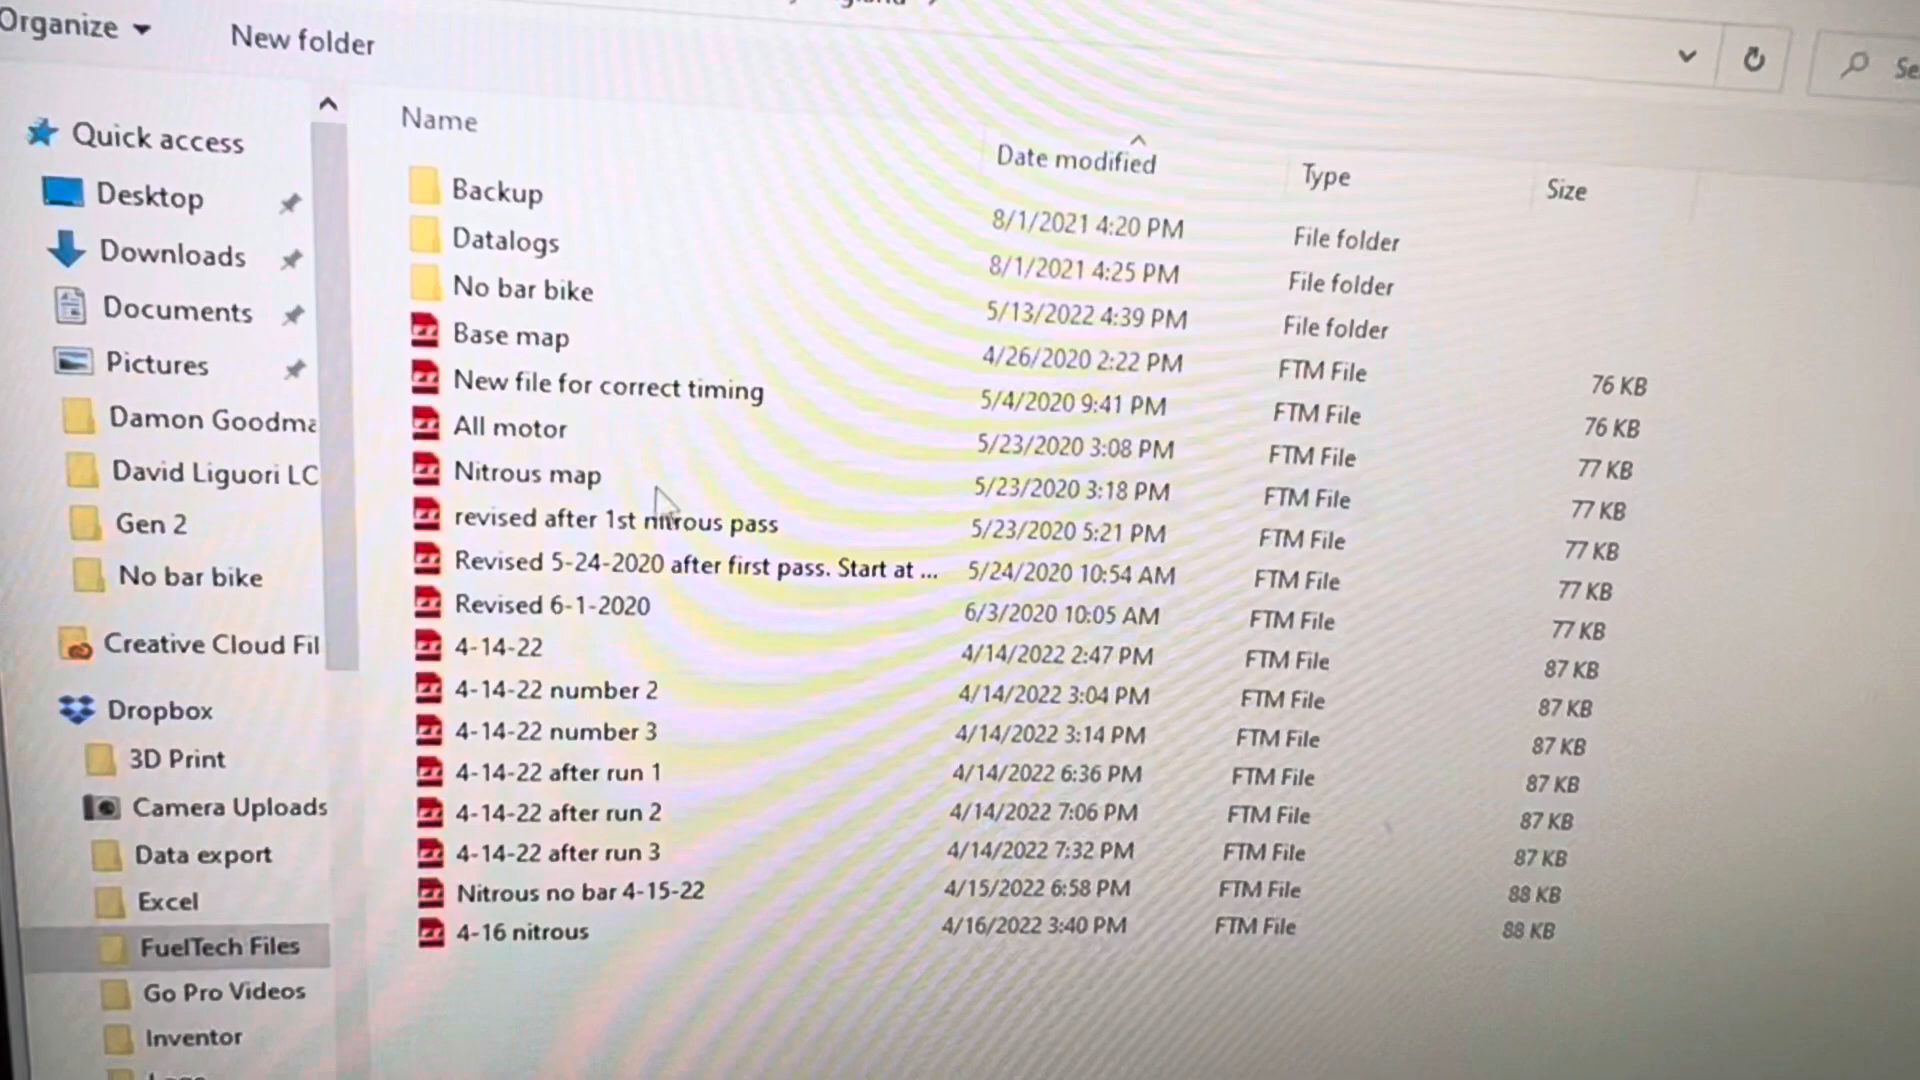 Organize
New folder
Se
Quick access
Desktop
Downloads
Documents
Pictures
Damon Goodma
David Liguori LC
Gen 2
No bar bike
Creative Cloud Fil
Dropbox
3D Print
Camera Uploads
Data export
Excel
FuelTech Files
Go Pro Videos
Inventor
Name Date modified Type Size
Backup 8/1/2021 4:20 PM File folder
Datalogs 8/1/2021 4:25 PM File folder
No bar bike 5/13/2022 4:39 PM File folder
Base map 4/26/2020 2:22 PM FTM File 76 KB
New file for correct timing 5/4/2020 9:41 PM FTM File 76 KB
All motor 5/23/2020 3:08 PM FTM File 77 KB
Nitrous map 5/23/2020 3:18 PM FTM File 77 KB
revised after 1st nitrous pass 5/23/2020 5:21 PM FTM File 77 KB
Revised 5-24-2020 after first pass. Start at ... 5/24/2020 10:54 AM FTM File 77 KB
Revised 6-1-2020 6/3/2020 10:05 AM FTM File 77 KB
4-14-22 4/14/2022 2:47 PM FTM File 87 KB
4-14-22 number 2 4/14/2022 3:04 PM FTM File 87 KB
4-14-22 number 3 4/14/2022 3:14 PM FTM File 87 KB
4-14-22 after run 1 4/14/2022 6:36 PM FTM File 87 KB
4-14-22 after run 2 4/14/2022 7:06 PM FTM File 87 KB
4-14-22 after run 3 4/14/2022 7:32 PM FTM File 87 KB
Nitrous no bar 4-15-22 4/15/2022 6:58 PM FTM File 88 KB
4-16 nitrous 4/16/2022 3:40 PM FTM File 88 KB